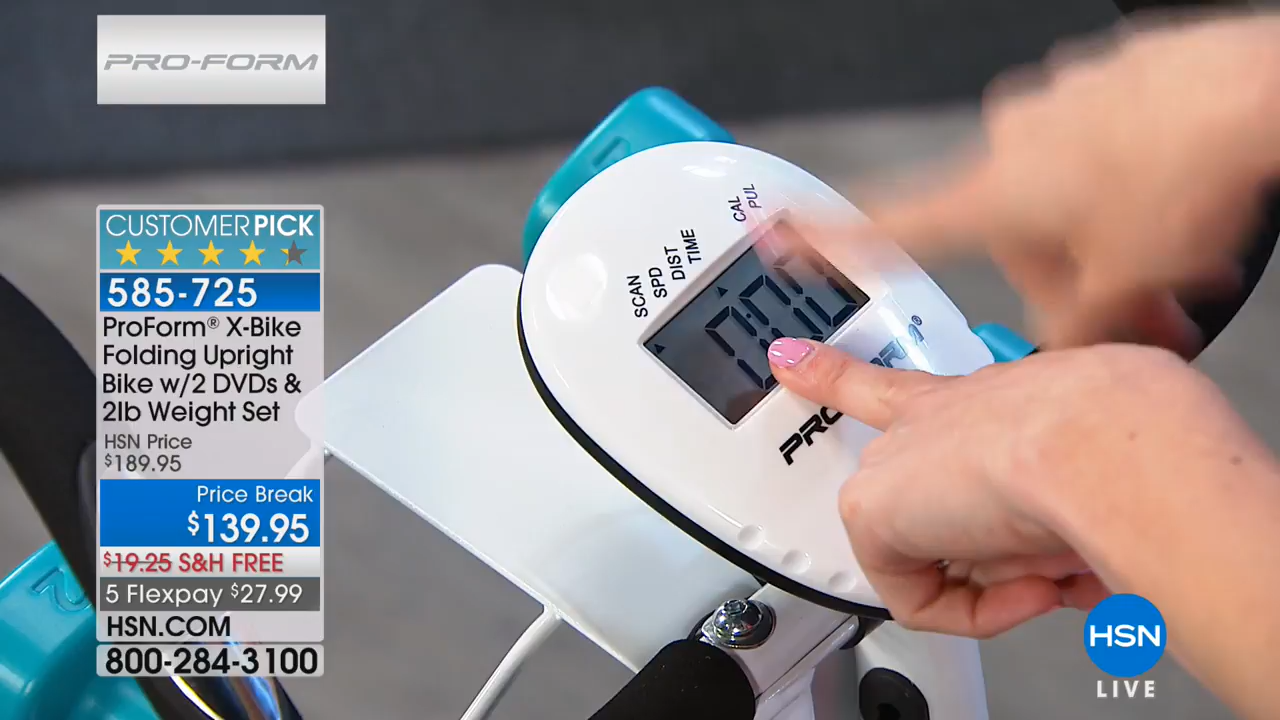 PRO-FORM
CUSTOMER PICK
585-725
ProForm® X-Bike
Folding Upright
Bike w/2 DVDs &
2lb Weight Set
HSN Price
$189.95
Price Break
$139.95
$19.25 S&H FREE
5 Flexpay $27.99
HSN.COM
800-284-3100
SCAN
SPD
DIST
TIME
CAL
PUL
2
HSN
LIVE